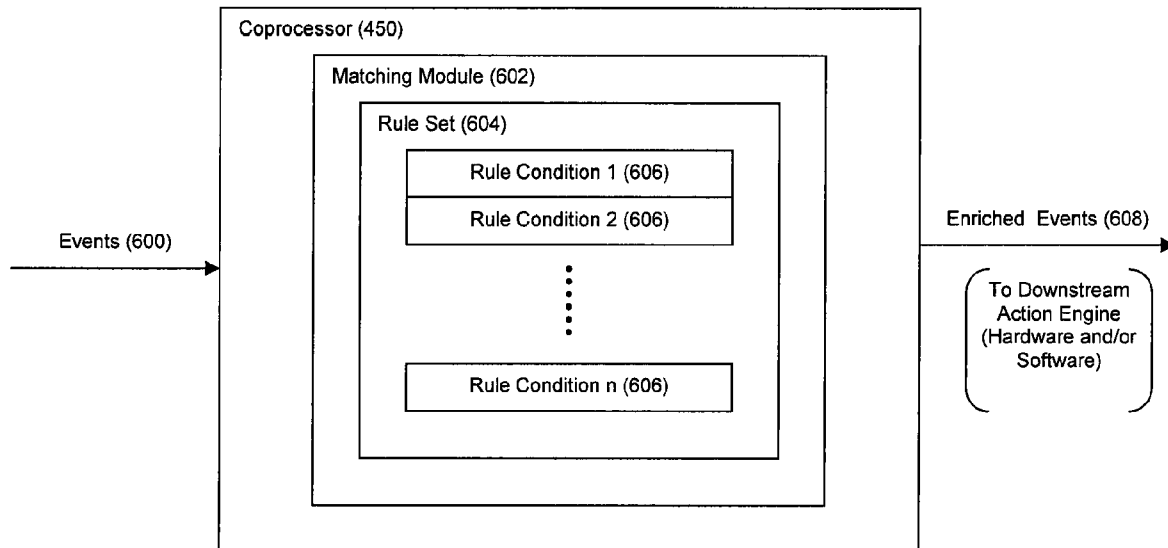 Coprocessor (450)
Matching Module (602)
Rule Set (604)
Rule Condition 1 (606)
Rule Condition 2 (606)
Rule Condition n (606)
Events (600)
Enriched Events (608)
To Downstream
Action Engine
(Hardware and/or
Software)